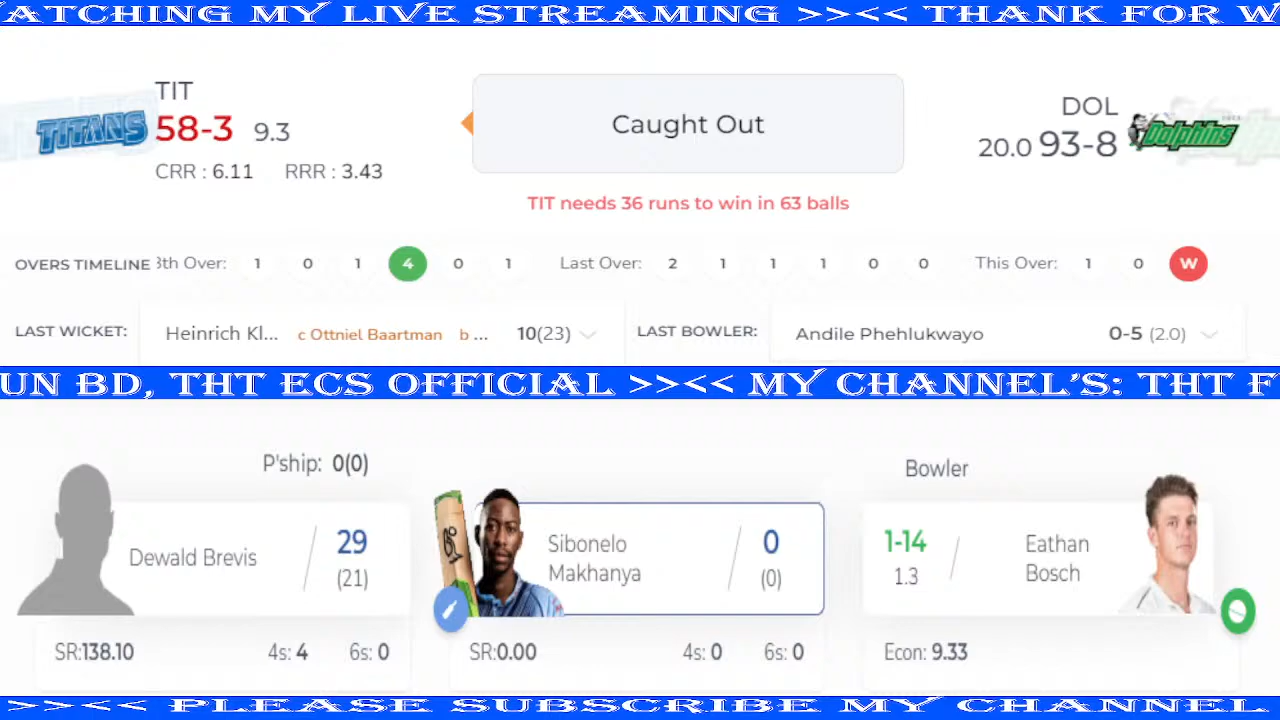 ATCHING MY LIVE STREAMING >><< THANK FOR W
TIT
58-3 9.3
CRR : 6.11 RRR : 3.43
TITANS
Caught Out
TIT needs 36 runs to win in 63 balls
DOL
20.0 93-8
Dolphins
OVERS TIMELINE 8th Over: 1 0 1 4 0 1 Last Over: 2 1 1 1 0 0 This Over: 1 0 W
LAST WICKET: Heinrich Kl... c Ottniel Baartman b ... 10(23) LAST BOWLER: Andile Phehlukwayo 0-5 (2.0)
UN BD, THT ECS OFFICIAL >><< MY CHANNEL'S: THT F
P'ship: 0(0)
Dewald Brevis 29
(21)
SR:138.10 4s: 4 6s: 0
Sibonelo
Makhanya
0
(0)
SR:0.00 4s: 0 6s: 0
Bowler
1-14
1.3
Eathan
Bosch
Econ: 9.33
>><< PLEASE SUBSCRIBE MY CHANNEL